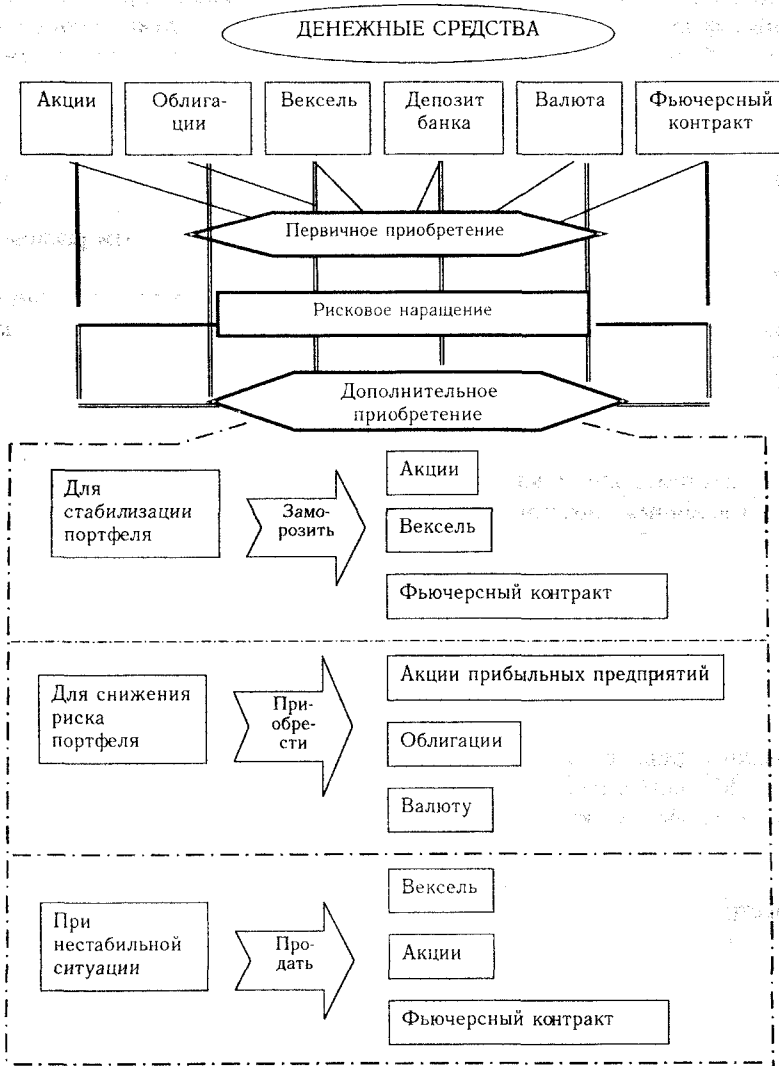 ДЕНЕЖНЫЕ СРЕДСТВА
Акции
Облига-
ции
Вексель
Депозит
банка
Валюта
Фьючерсный
контракт
Первичное приобретение
Рисковое наращение
Дополнительное
приобретение
Для
стабилизации
портфеля
Замо-
розить
Акции
Вексель
Фьючерсный контракт
Для снижения
риска
портфеля
При-
обре-
сти
Акции прибыльных предприятий
Облигации
Валюту
При
нестабильной
ситуации
Про-
дать
Вексель
Акции
Фьючерсный контракт